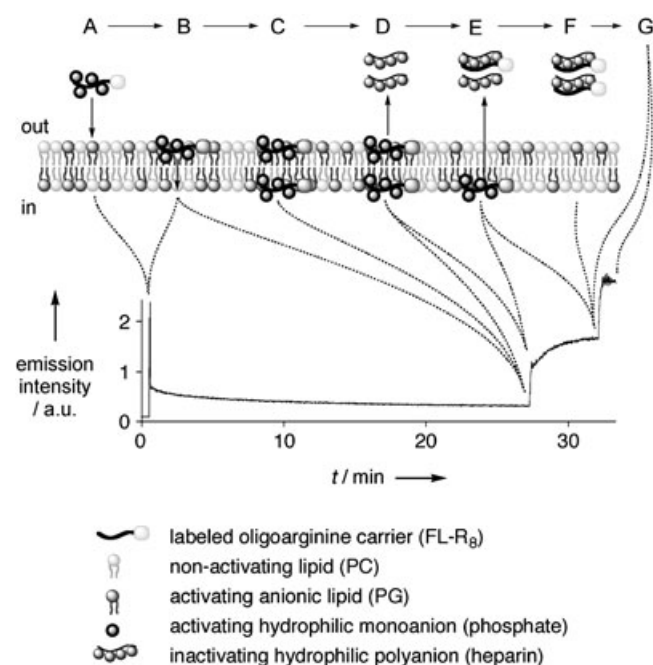 A B C D E F G
out
in
2
1
0
emission
intensity
/ a.u.
0 10 20 30
t / min
labeled oligoarginine carrier (FL-R₈)
non-activating lipid (PC)
activating anionic lipid (PG)
activating hydrophilic monoanion (phosphate)
inactivating hydrophilic polyanion (heparin)